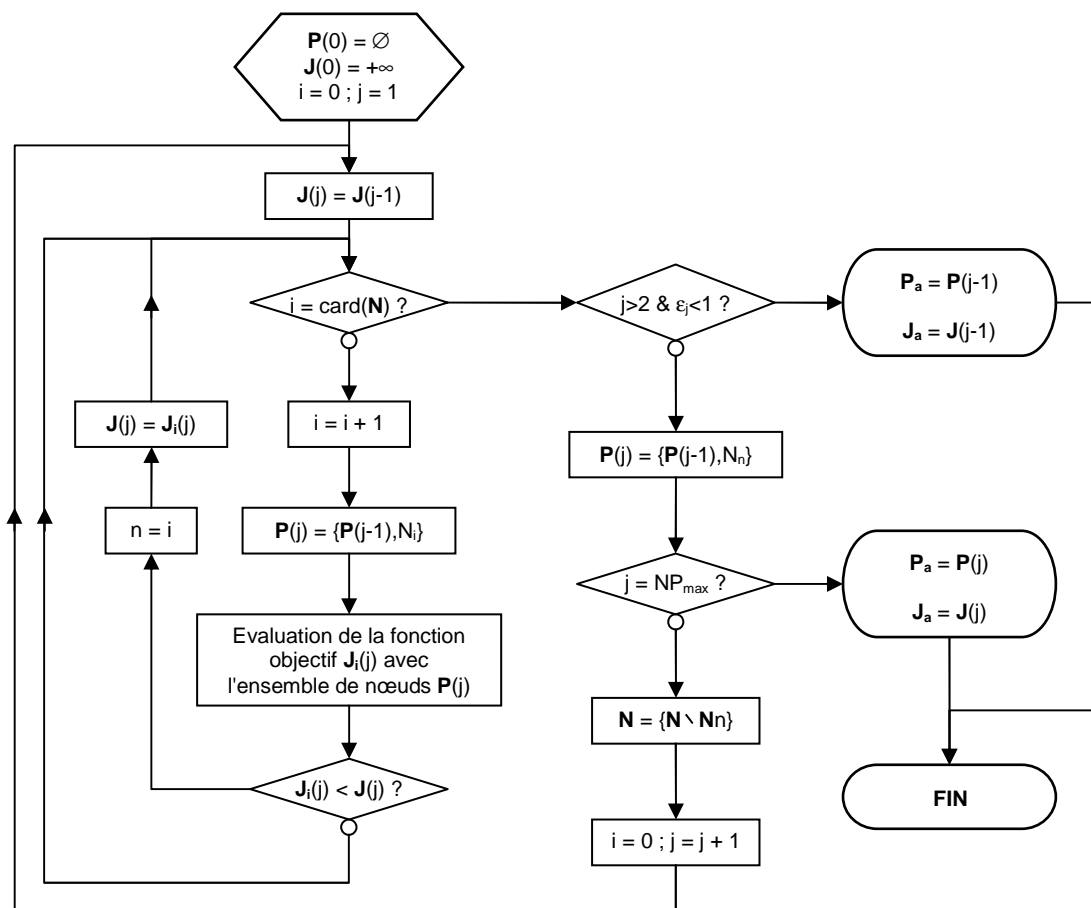 P(0) = ∅
J(0) = +∞
i = 0 ; j = 1
J(j) = J(j-1)
i = card(N) ?
j>2 & εj<1 ?
Pa = P(j-1)
Ja = J(j-1)
J(j) = Ji(j)
i = i + 1
P(j) = {P(j-1),Nn}
n = i
P(j) = {P(j-1),Ni}
j = NPmax ?
Pa = P(j)
Ja = J(j)
Evaluation de la fonction
objectif Ji(j) avec
l'ensemble de nœuds P(j)
N = {N \ Nn}
Ji(j) < J(j) ?
FIN
i = 0 ; j = j + 1